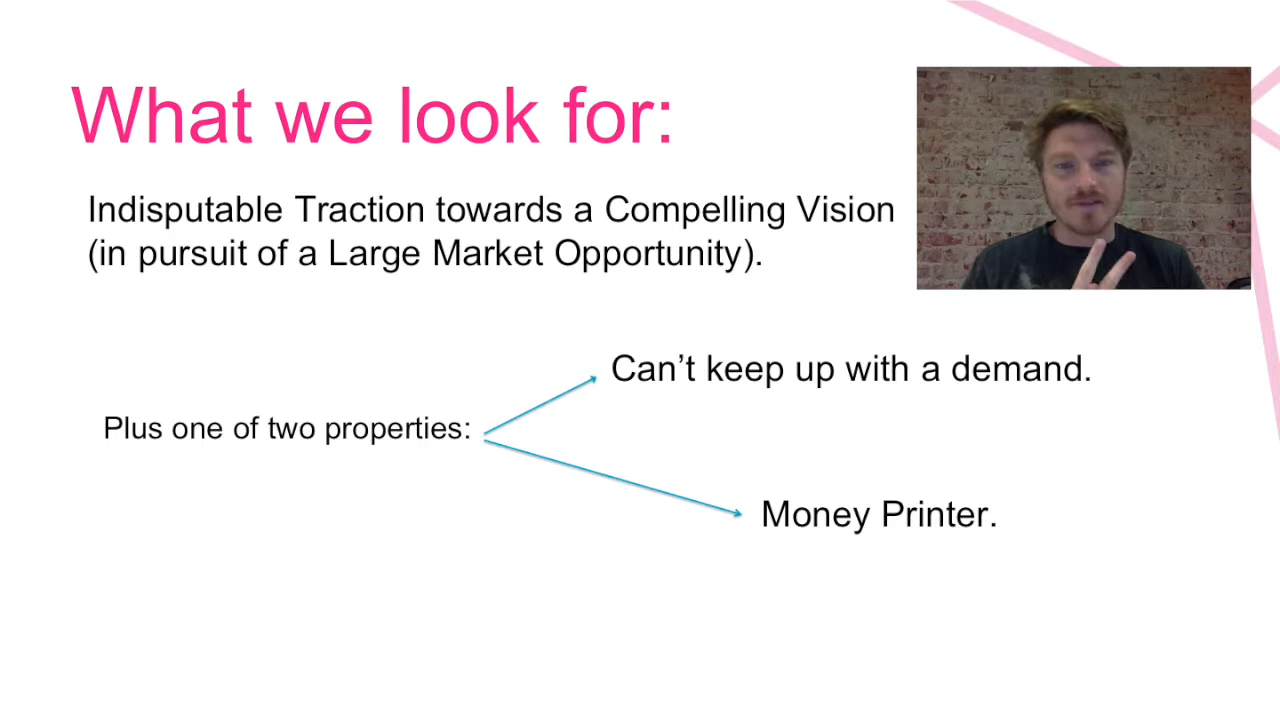 What we look for:
Indisputable Traction towards a Compelling Vision
(in pursuit of a Large Market Opportunity).
Can’t keep up with a demand.
Plus one of two properties:
Money Printer.